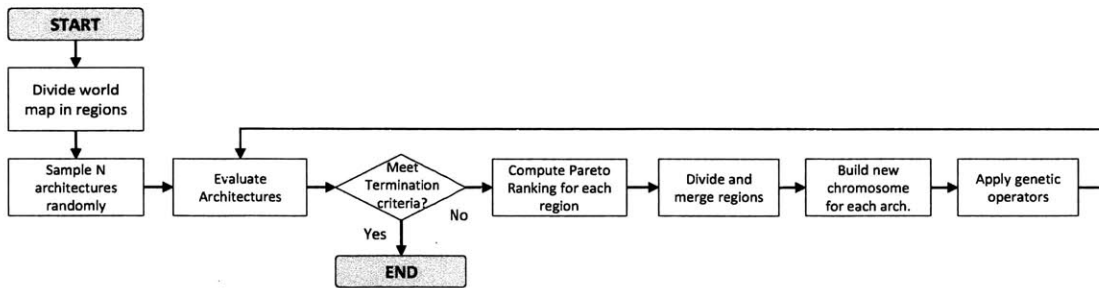 START
Divide world
map in regions
Sample N
architectures
randomly
Evaluate
Architectures
Meet
Termination
criteria?
No
Yes
END
Compute Pareto
Ranking for each
region
Divide and
merge regions
Build new
chromosome
for each arch.
Apply genetic
operators